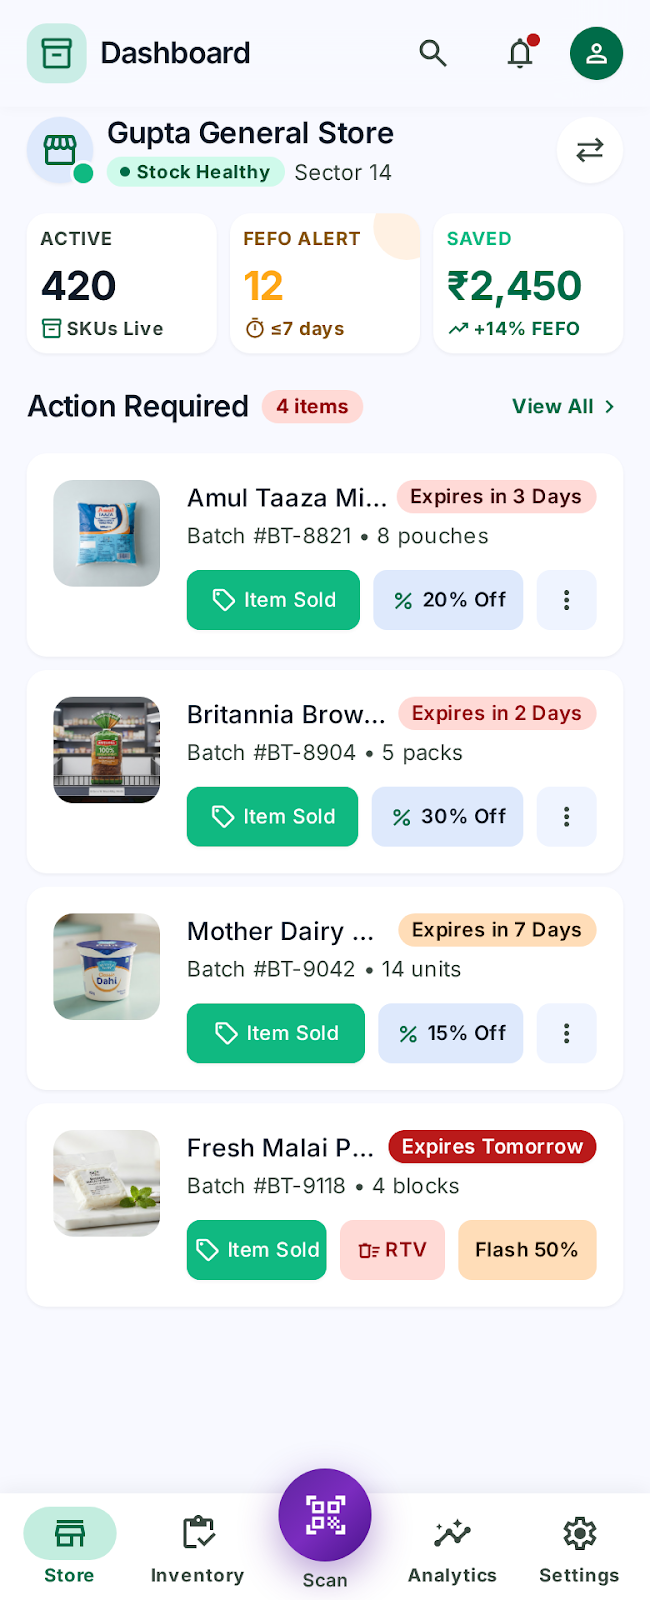 Dashboard
Gupta General Store
Stock Healthy Sector 14
ACTIVE
420
SKUs Live
FEFO ALERT
12
≤7 days
SAVED
₹2,450
+14% FEFO
Action Required 4 items View All
Amul Taaza Mi... Expires in 3 Days
Batch #BT-8821 • 8 pouches
Item Sold % 20% Off
Britannia Brow... Expires in 2 Days
Batch #BT-8904 • 5 packs
Item Sold % 30% Off
Mother Dairy ... Expires in 7 Days
Dahi
Batch #BT-9042 • 14 units
Item Sold % 15% Off
Fresh Malai P... Expires Tomorrow
Batch #BT-9118 • 4 blocks
Item Sold RTV Flash 50%
Store Inventory Scan Analytics Settings